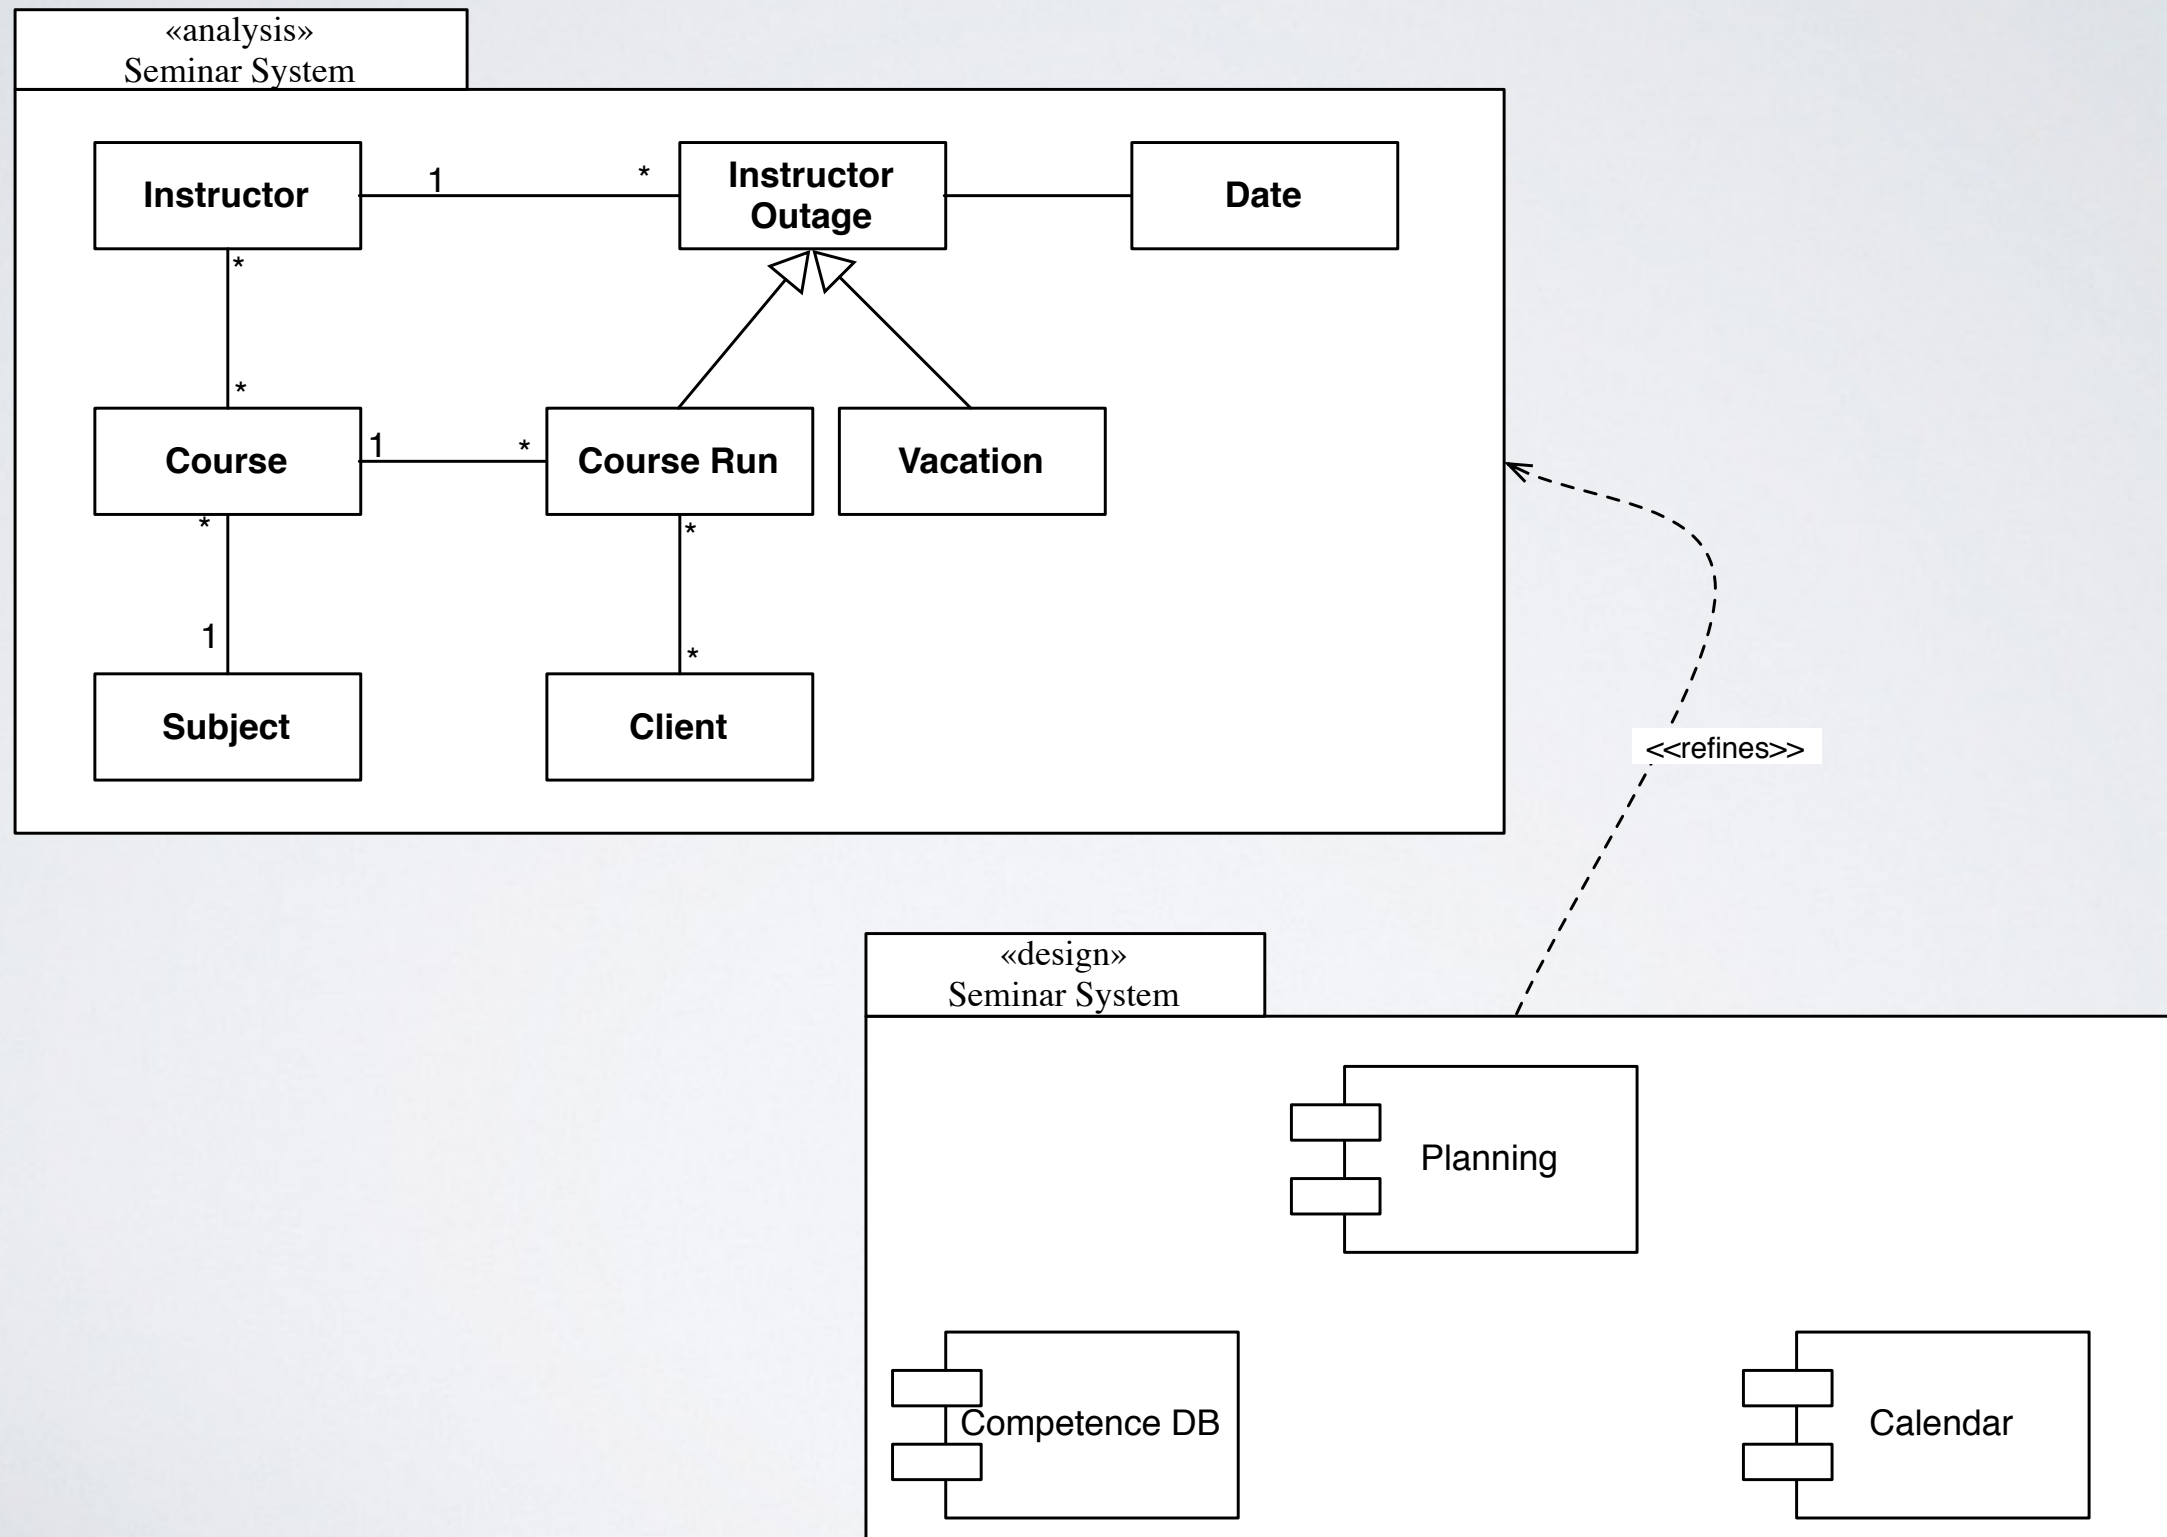 «analysis»
Seminar System
Instructor
1
*
Instructor
Outage
Date
*
*
Course
1
*
Course Run
Vacation
*
*
1
*
Subject
Client
<<refines>>
«design»
Seminar System
Planning
Competence DB
Calendar